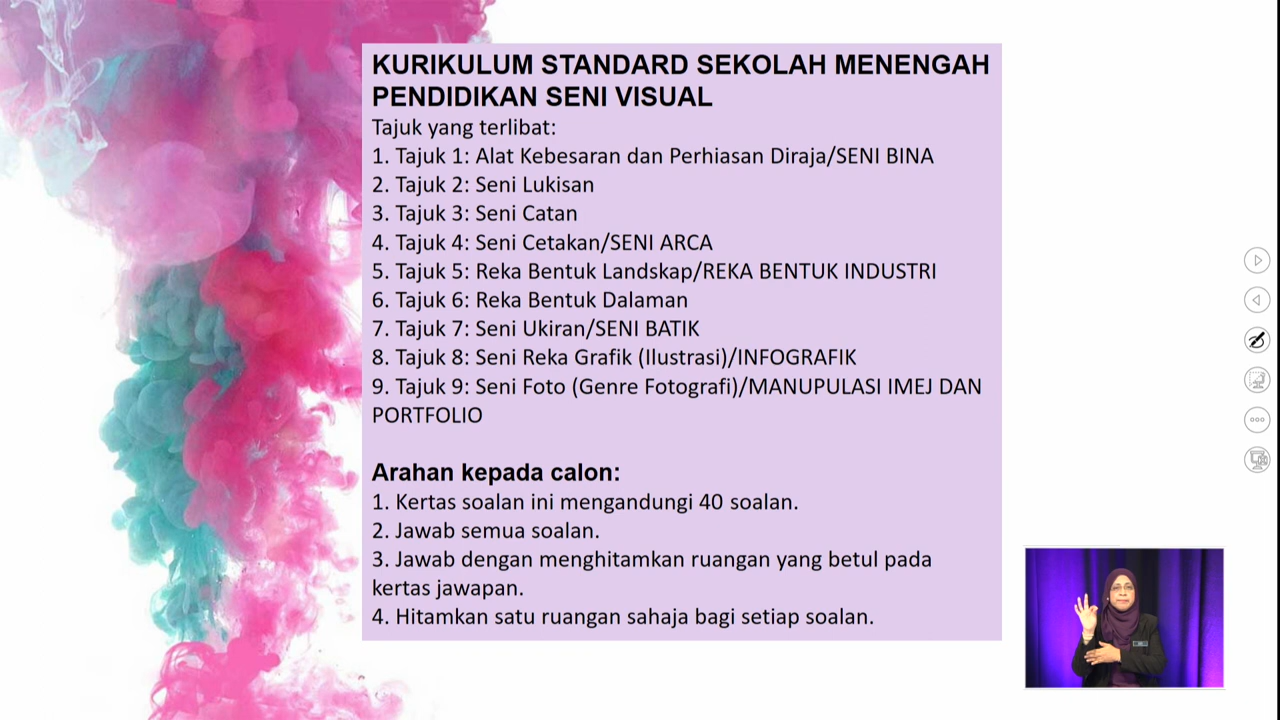 KURIKULUM STANDARD SEKOLAH MENENGAH
PENDIDIKAN SENI VISUAL
Tajuk yang terlibat:
1. Tajuk 1: Alat Kebesaran dan Perhiasan Diraja/SENI BINA
2. Tajuk 2: Seni Lukisan
3. Tajuk 3: Seni Catan
4. Tajuk 4: Seni Cetakan/SENI ARCA
5. Tajuk 5: Reka Bentuk Landskap/REKA BENTUK INDUSTRI
6. Tajuk 6: Reka Bentuk Dalaman
7. Tajuk 7: Seni Ukiran/SENI BATIK
8. Tajuk 8: Seni Reka Grafik (Ilustrasi)/INFOGRAFIK
9. Tajuk 9: Seni Foto (Genre Fotografi)/MANUPULASI IMEJ DAN
PORTFOLIO
Arahan kepada calon:
1. Kertas soalan ini mengandungi 40 soalan.
2. Jawab semua soalan.
3. Jawab dengan menghitamkan ruangan yang betul pada
kertas jawapan.
4. Hitamkan satu ruangan sahaja bagi setiap soalan.